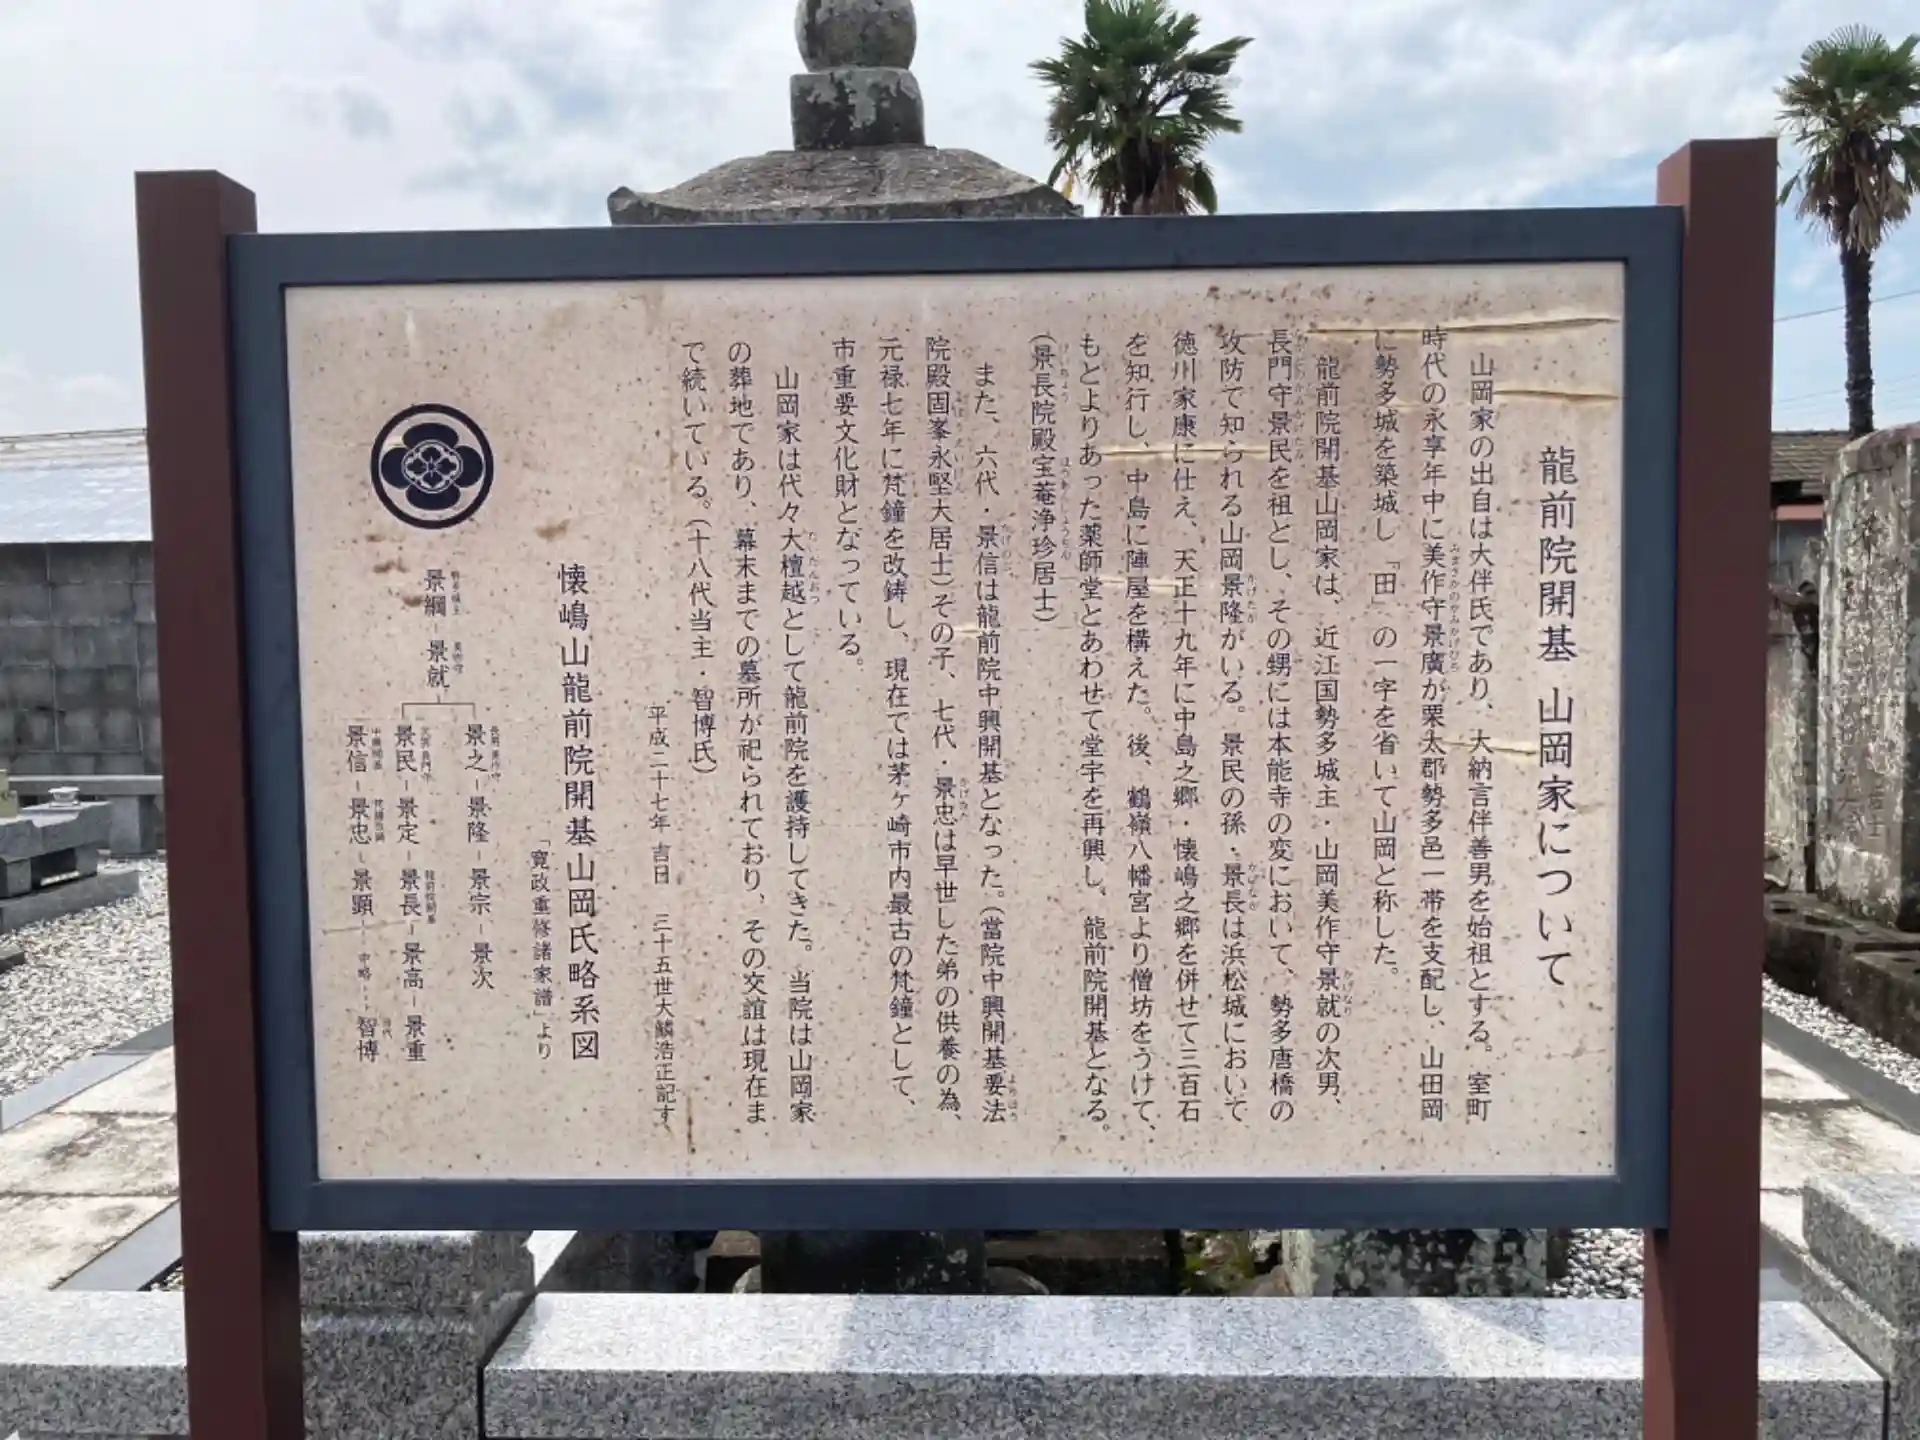 龍前院開基 山岡家について
山岡家の出自は大伴氏であり、大納言伴善男を始祖とする。室町
時代の永享年中に美作守景廣が栗太郡勢多邑一帯を支配し、山田岡
に勢多城を築城し「田」の一字を省いて山岡と称した。
龍前院開基山岡家は、近江国勢多城主・山岡美作守景就の次男、
長門守景民を祖とし、その甥には本能寺の変において、勢多唐橋の
攻防で知られる山岡景隆がいる。景民の孫・景長は浜松城において
徳川家康に仕え、天正十九年に中島之郷・懐嶋之郷を併せて三百石
を知行し、中島に陣屋を構えた。後、鶴嶺八幡宮より僧坊をうけて、
もとよりあった薬師堂とあわせて堂宇を再興し、龍前院開基となる。
(景長院殿宝菴浄珍居士)
また、六代・景信は龍前院中興開基となった。(當院中興開基要法
院殿固峯永堅大居士)その子、七代・景忠は早世した弟の供養の為、
元禄七年に梵鐘を改鋳し、現在では茅ヶ崎市内最古の梵鐘として、
市重要文化財となっている。
山岡家は代々大檀越として龍前院を護持してきた。当院は山岡家
の葬地であり、幕末までの墓所が祀られており、その交誼は現在ま
で続いている。(十八代当主・智博氏)
平成二十七年 吉日 三十五世大鱗浩正記す
懐嶋山龍前院開基山岡氏略系図
「寛政重修諸家譜」より
景綱-景就
景之-景隆-景宗-景次
景民-景定-景長-景高-景重
景信-景忠-景顕-中略-智博